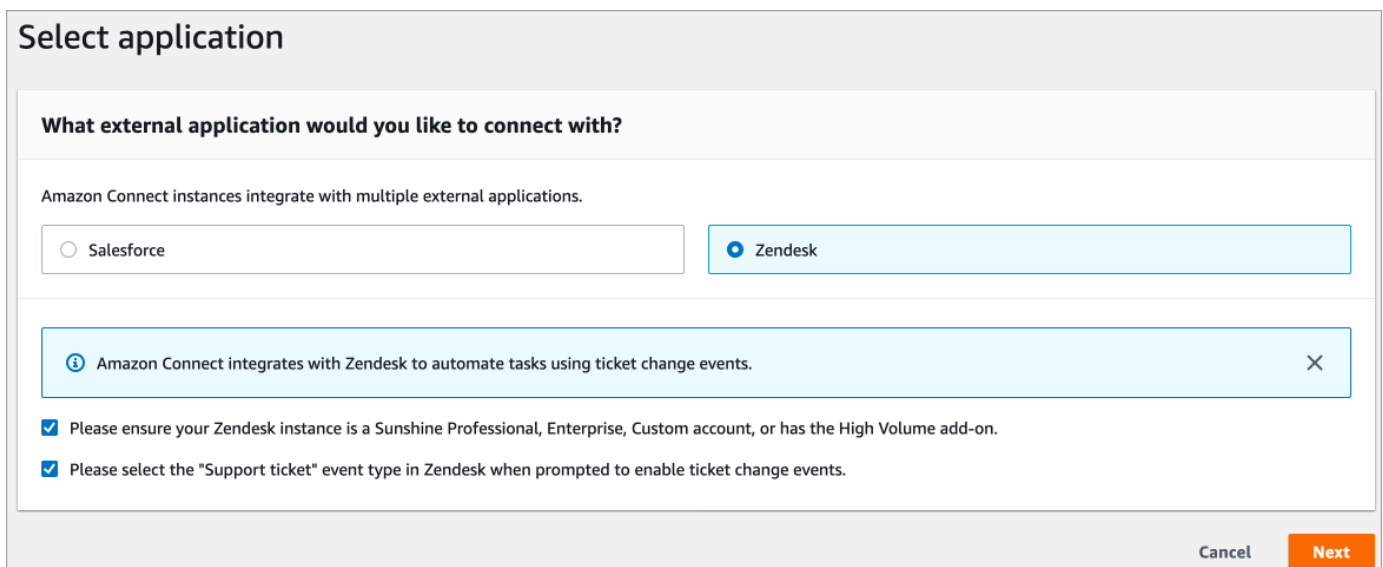 Select application
What external application would you like to connect with?
Amazon Connect instances integrate with multiple external applications.
Salesforce
Zendesk
Amazon Connect integrates with Zendesk to automate tasks using ticket change events.
Please ensure your Zendesk instance is a Sunshine Professional, Enterprise, Custom account, or has the High Volume add-on.
Please select the "Support ticket" event type in Zendesk when prompted to enable ticket change events.
Cancel
Next